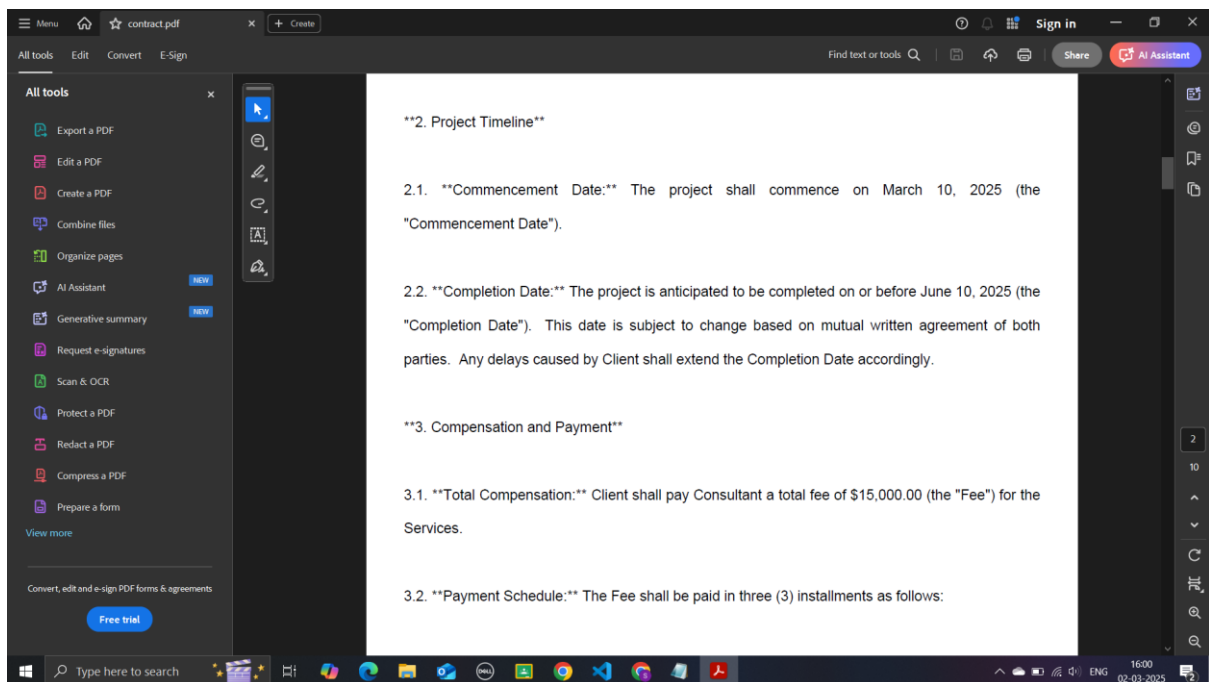 Menu
contract.pdf
× + Create
Sign in
All tools Edit Convert E-Sign
Find text or tools
Share
AI Assistant
All tools
Export a PDF
Edit a PDF
Create a PDF
Combine files
Organize pages
AI Assistant NEW
Generative summary NEW
Request e-signatures
Scan & OCR
Protect a PDF
Redact a PDF
Compress a PDF
Prepare a form
View more
Convert, edit and e-sign PDF forms & agreements
Free trial
**2. Project Timeline**
2.1. **Commencement Date:** The project shall commence on March 10, 2025 (the
"Commencement Date").
2.2. **Completion Date:** The project is anticipated to be completed on or before June 10, 2025 (the
"Completion Date"). This date is subject to change based on mutual written agreement of both
parties. Any delays caused by Client shall extend the Completion Date accordingly.
**3. Compensation and Payment**
3.1. **Total Compensation:** Client shall pay Consultant a total fee of $15,000.00 (the "Fee") for the
Services.
3.2. **Payment Schedule:** The Fee shall be paid in three (3) installments as follows:
2
10
Type here to search
DELL
ENG
16:00
02-03-2025
2